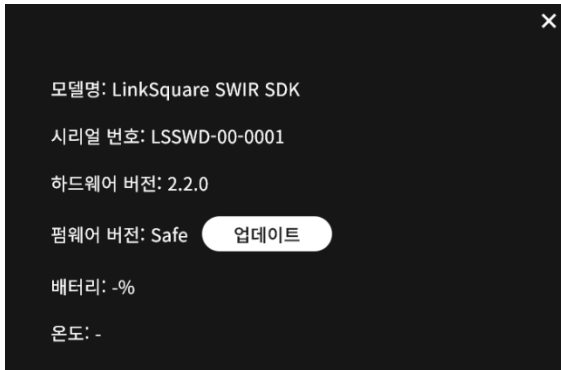 모델명: LinkSquare SWIR SDK
시리얼 번호: LSSWD-00-0001
하드웨어 버전: 2.2.0
펌웨어 버전: Safe 업데이트
배터리: -%
온도: -